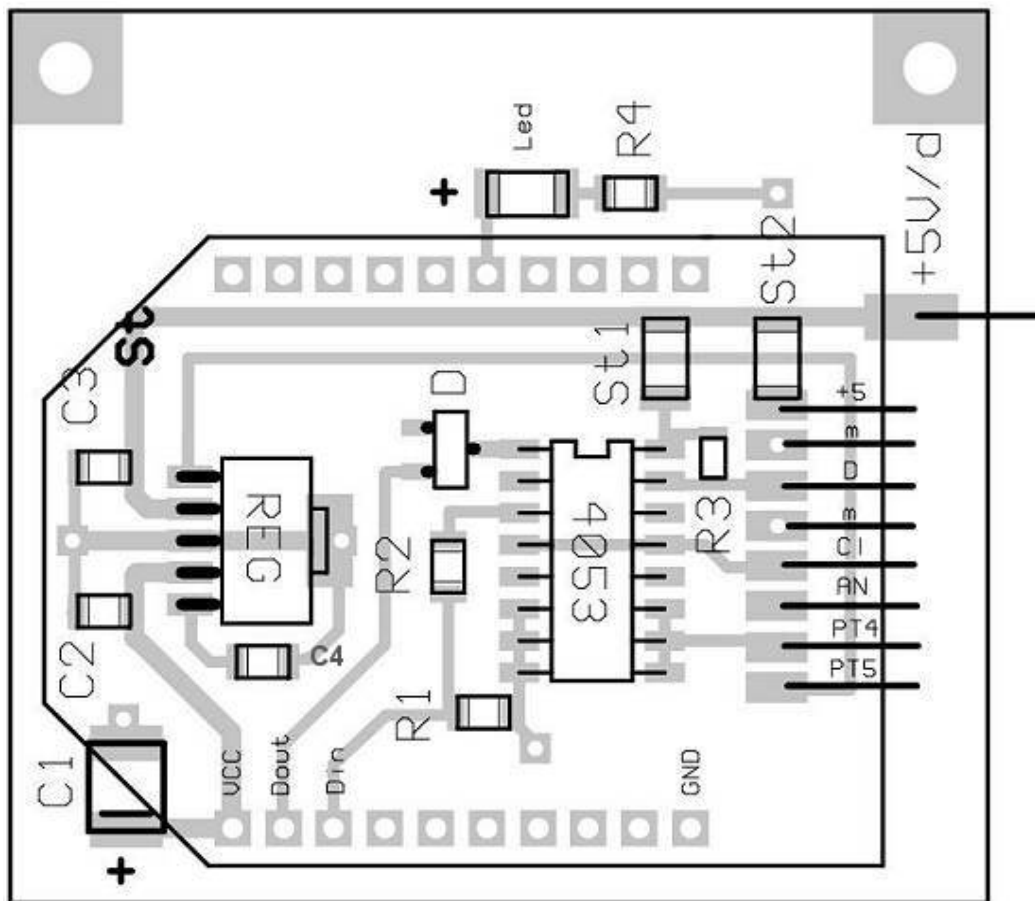 Led
R4
+
+5V/d
St2
St
St1
C3
D
+5
m
D
REG
4053
R3
m
C1
R2
AN
PT4
C2
C4
PT5
R1
C1
VCC
Dout
Din
GND
+